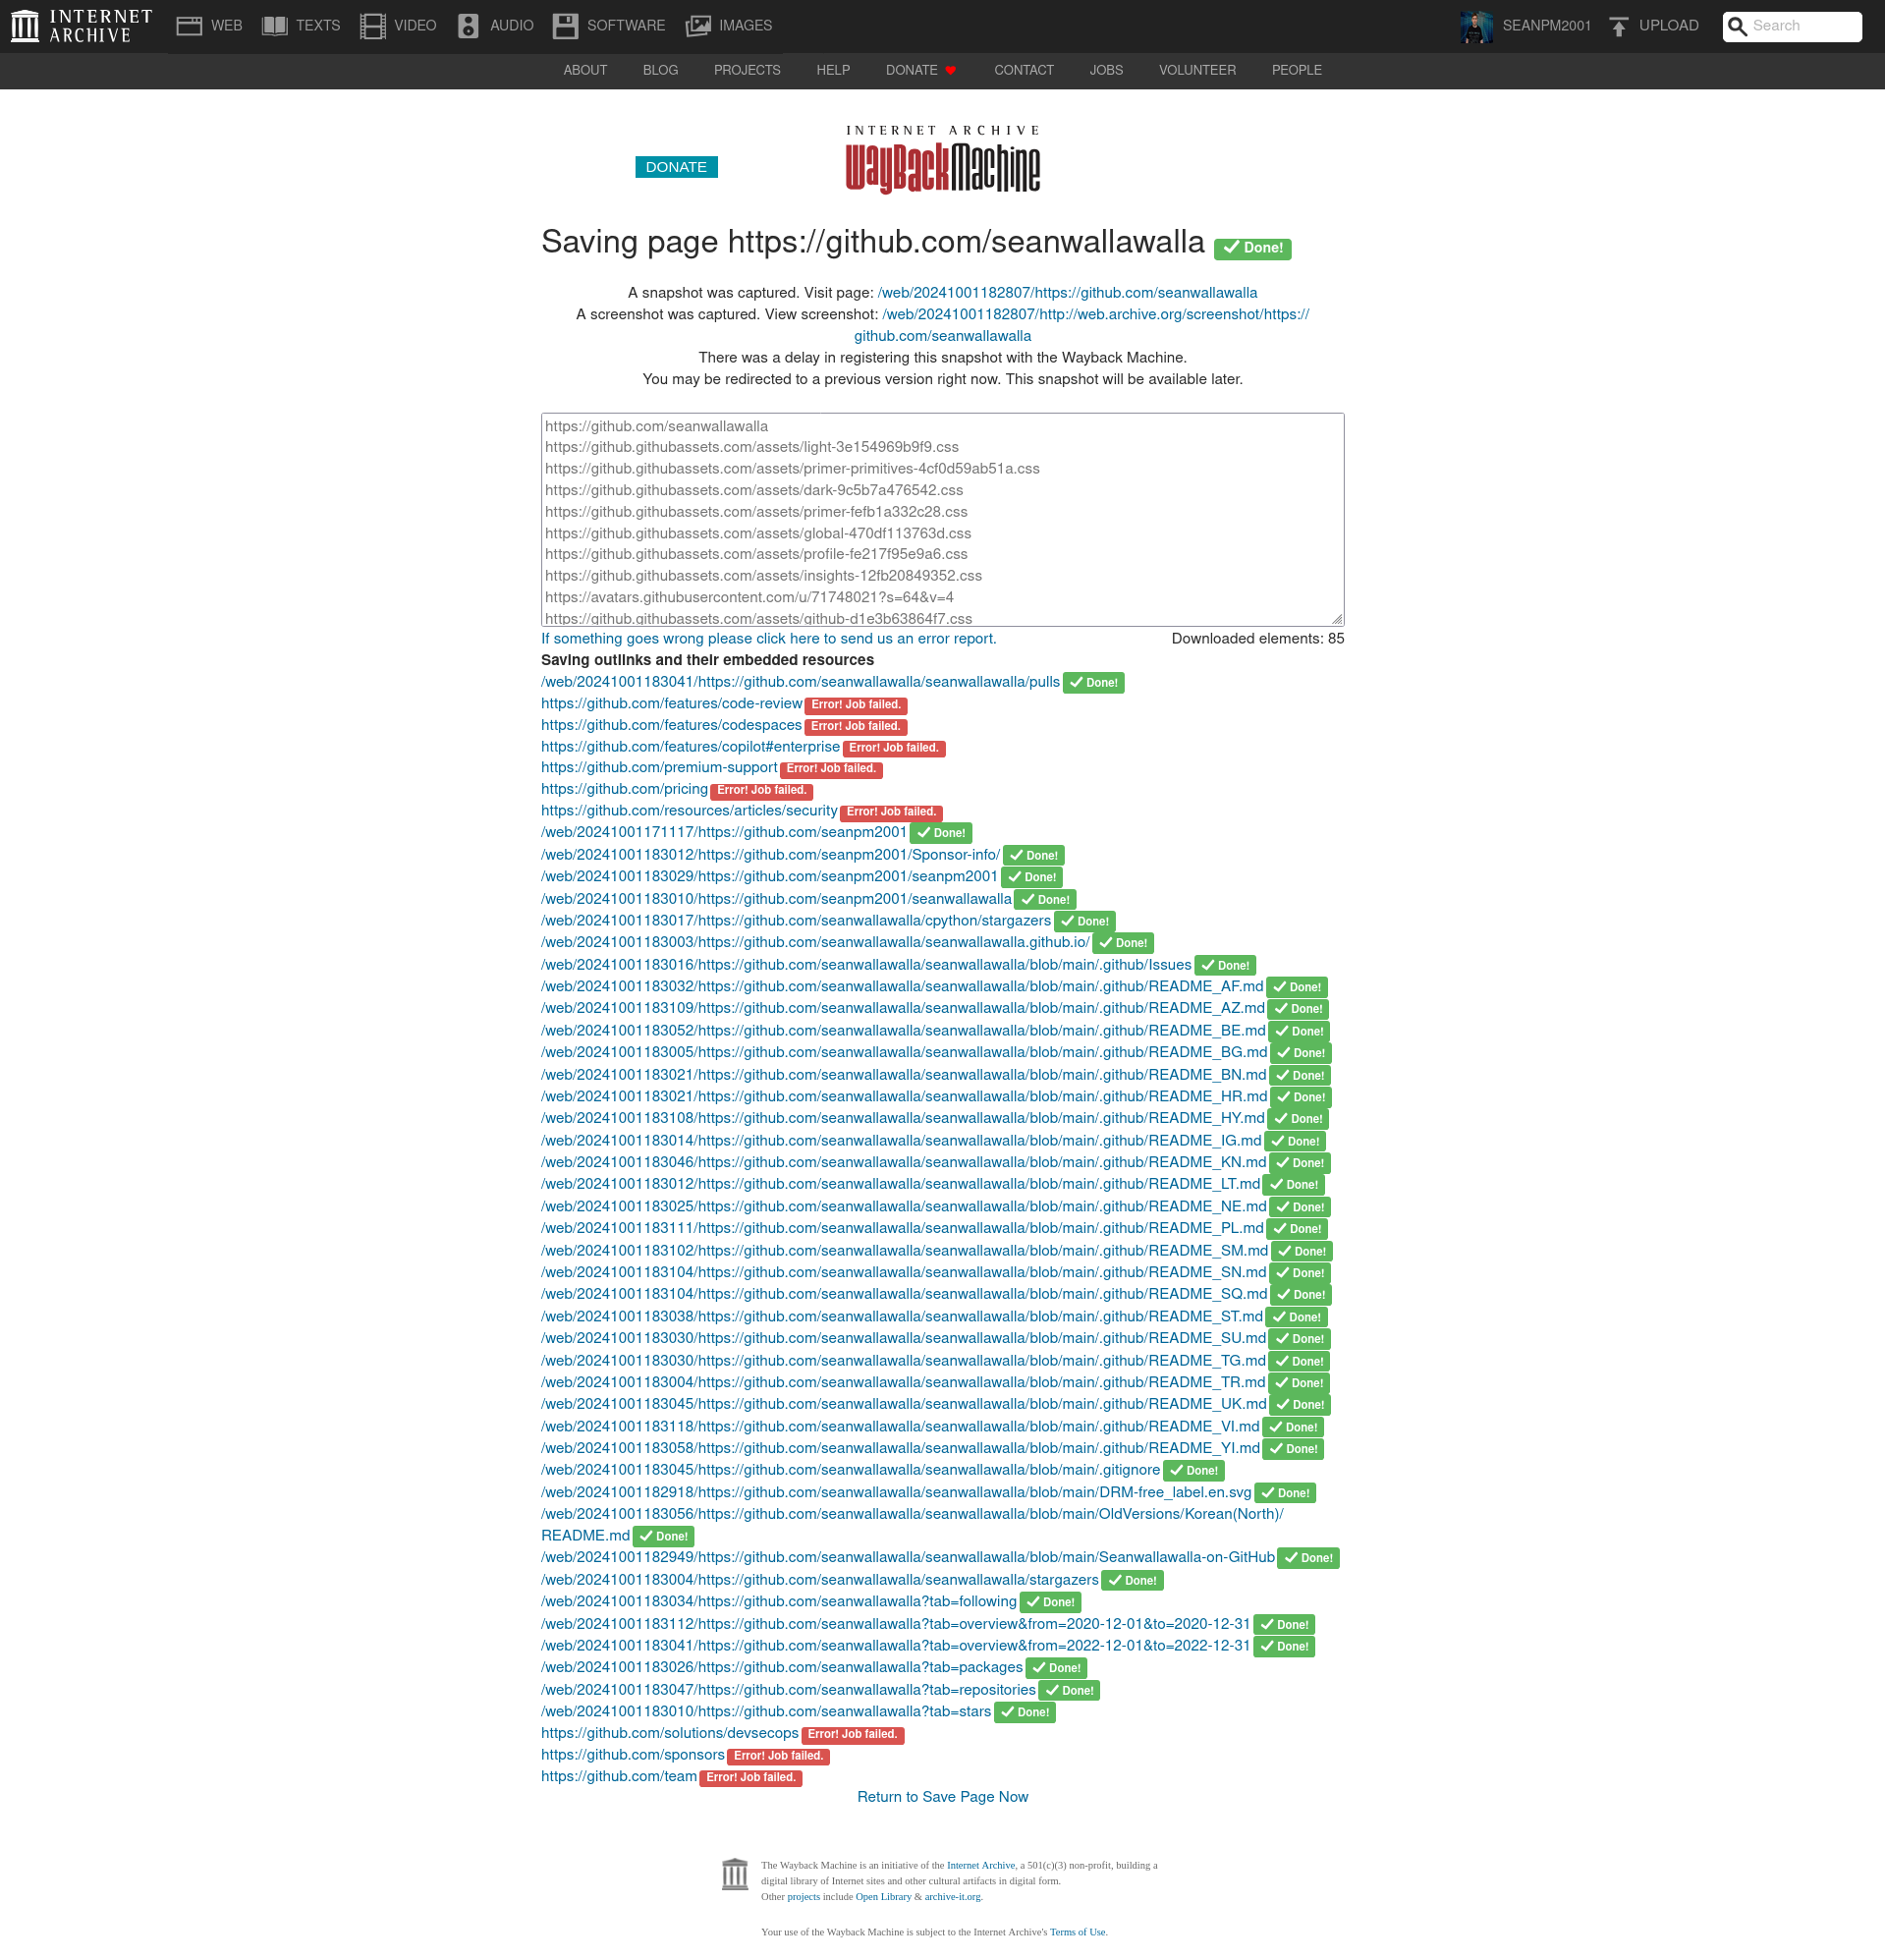 INTERNET ARCHIVE
WEB TEXTS VIDEO AUDIO SOFTWARE IMAGES SEANPM2001 UPLOAD Search
ABOUT BLOG PROJECTS HELP DONATE CONTACT JOBS VOLUNTEER PEOPLE
INTERNET ARCHIVE
WayBackMachine
DONATE
Saving page https://github.com/seanwallawalla Done!
A snapshot was captured. Visit page: /web/20241001182807/https://github.com/seanwallawalla
A screenshot was captured. View screenshot: /web/20241001182807/http://web.archive.org/screenshot/https://
github.com/seanwallawalla
There was a delay in registering this snapshot with the Wayback Machine.
You may be redirected to a previous version right now. This snapshot will be available later.
https://github.com/seanwallawalla
https://github.githubassets.com/assets/light-3e154969b9f9.css
https://github.githubassets.com/assets/primer-primitives-4cf0d59ab51a.css
https://github.githubassets.com/assets/dark-9c5b7a476542.css
https://github.githubassets.com/assets/primer-fefb1a332c28.css
https://github.githubassets.com/assets/global-470df113763d.css
https://github.githubassets.com/assets/profile-fe217f95e9a6.css
https://github.githubassets.com/assets/insights-12fb20849352.css
https://avatars.githubusercontent.com/u/71748021?s=64&v=4
https://github.githubassets.com/assets/github-d1e3b63864f7.css
If something goes wrong please click here to send us an error report. Downloaded elements: 85
Saving outlinks and their embedded resources
/web/20241001183041/https://github.com/seanwallawalla/seanwallawalla/pulls Done!
https://github.com/features/code-review Error! Job failed.
https://github.com/features/codespaces Error! Job failed.
https://github.com/features/copilot#enterprise Error! Job failed.
https://github.com/premium-support Error! Job failed.
https://github.com/pricing Error! Job failed.
https://github.com/resources/articles/security Error! Job failed.
/web/20241001171117/https://github.com/seanpm2001 Done!
/web/20241001183012/https://github.com/seanpm2001/Sponsor-info/ Done!
/web/20241001183029/https://github.com/seanpm2001/seanpm2001 Done!
/web/20241001183010/https://github.com/seanpm2001/seanwallawalla Done!
/web/20241001183017/https://github.com/seanwallawalla/cpython/stargazers Done!
/web/20241001183003/https://github.com/seanwallawalla/seanwallawalla.github.io/ Done!
/web/20241001183016/https://github.com/seanwallawalla/seanwallawalla/blob/main/.github/Issues Done!
/web/20241001183032/https://github.com/seanwallawalla/seanwallawalla/blob/main/.github/README_AF.md Done!
/web/20241001183109/https://github.com/seanwallawalla/seanwallawalla/blob/main/.github/README_AZ.md Done!
/web/20241001183052/https://github.com/seanwallawalla/seanwallawalla/blob/main/.github/README_BE.md Done!
/web/20241001183005/https://github.com/seanwallawalla/seanwallawalla/blob/main/.github/README_BG.md Done!
/web/20241001183021/https://github.com/seanwallawalla/seanwallawalla/blob/main/.github/README_BN.md Done!
/web/20241001183021/https://github.com/seanwallawalla/seanwallawalla/blob/main/.github/README_HR.md Done!
/web/20241001183108/https://github.com/seanwallawalla/seanwallawalla/blob/main/.github/README_HY.md Done!
/web/20241001183014/https://github.com/seanwallawalla/seanwallawalla/blob/main/.github/README_IG.md Done!
/web/20241001183046/https://github.com/seanwallawalla/seanwallawalla/blob/main/.github/README_KN.md Done!
/web/20241001183012/https://github.com/seanwallawalla/seanwallawalla/blob/main/.github/README_LT.md Done!
/web/20241001183025/https://github.com/seanwallawalla/seanwallawalla/blob/main/.github/README_NE.md Done!
/web/20241001183111/https://github.com/seanwallawalla/seanwallawalla/blob/main/.github/README_PL.md Done!
/web/20241001183102/https://github.com/seanwallawalla/seanwallawalla/blob/main/.github/README_SM.md Done!
/web/20241001183104/https://github.com/seanwallawalla/seanwallawalla/blob/main/.github/README_SN.md Done!
/web/20241001183104/https://github.com/seanwallawalla/seanwallawalla/blob/main/.github/README_SQ.md Done!
/web/20241001183038/https://github.com/seanwallawalla/seanwallawalla/blob/main/.github/README_ST.md Done!
/web/20241001183030/https://github.com/seanwallawalla/seanwallawalla/blob/main/.github/README_SU.md Done!
/web/20241001183030/https://github.com/seanwallawalla/seanwallawalla/blob/main/.github/README_TG.md Done!
/web/20241001183004/https://github.com/seanwallawalla/seanwallawalla/blob/main/.github/README_TR.md Done!
/web/20241001183045/https://github.com/seanwallawalla/seanwallawalla/blob/main/.github/README_UK.md Done!
/web/20241001183118/https://github.com/seanwallawalla/seanwallawalla/blob/main/.github/README_VI.md Done!
/web/20241001183058/https://github.com/seanwallawalla/seanwallawalla/blob/main/.github/README_YI.md Done!
/web/20241001183045/https://github.com/seanwallawalla/seanwallawalla/blob/main/.gitignore Done!
/web/20241001182918/https://github.com/seanwallawalla/seanwallawalla/blob/main/DRM-free_label.en.svg Done!
/web/20241001183056/https://github.com/seanwallawalla/seanwallawalla/blob/main/OldVersions/Korean(North)/
README.md Done!
/web/20241001182949/https://github.com/seanwallawalla/seanwallawalla/blob/main/Seanwallawalla-on-GitHub Done!
/web/20241001183004/https://github.com/seanwallawalla/seanwallawalla/stargazers Done!
/web/20241001183034/https://github.com/seanwallawalla?tab=following Done!
/web/20241001183112/https://github.com/seanwallawalla?tab=overview&from=2020-12-01&to=2020-12-31 Done!
/web/20241001183041/https://github.com/seanwallawalla?tab=overview&from=2022-12-01&to=2022-12-31 Done!
/web/20241001183026/https://github.com/seanwallawalla?tab=packages Done!
/web/20241001183047/https://github.com/seanwallawalla?tab=repositories Done!
/web/20241001183010/https://github.com/seanwallawalla?tab=stars Done!
https://github.com/solutions/devsecops Error! Job failed.
https://github.com/sponsors Error! Job failed.
https://github.com/team Error! Job failed.
Return to Save Page Now
The Wayback Machine is an initiative of the Internet Archive, a 501(c)(3) non-profit, building a
digital library of Internet sites and other cultural artifacts in digital form.
Other projects include Open Library & archive-it.org.
Your use of the Wayback Machine is subject to the Internet Archive's Terms of Use.